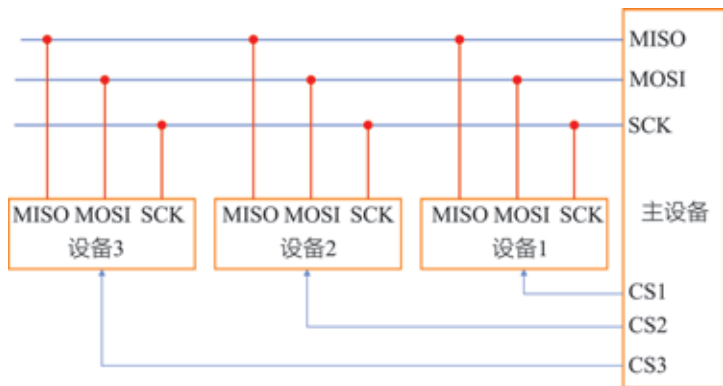 MISO
MOSI
SCK
主设备
MISO MOSI SCK
设备3
MISO MOSI SCK
设备2
MISO MOSI SCK
设备1
CS1
CS2
CS3